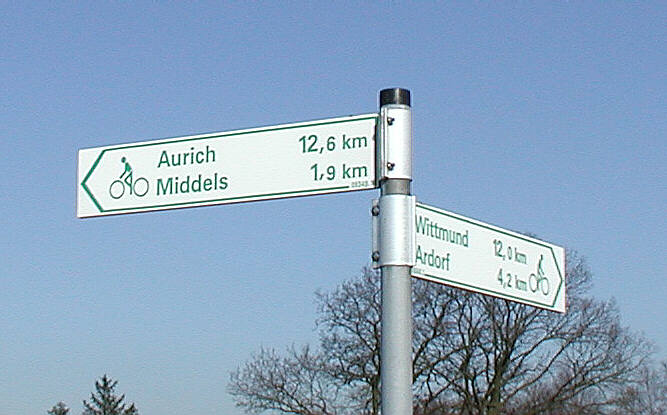 Aurich 12,6 km
Middels 1,9 km
Wittmund 12,0 km
Ardorf 4,2 km